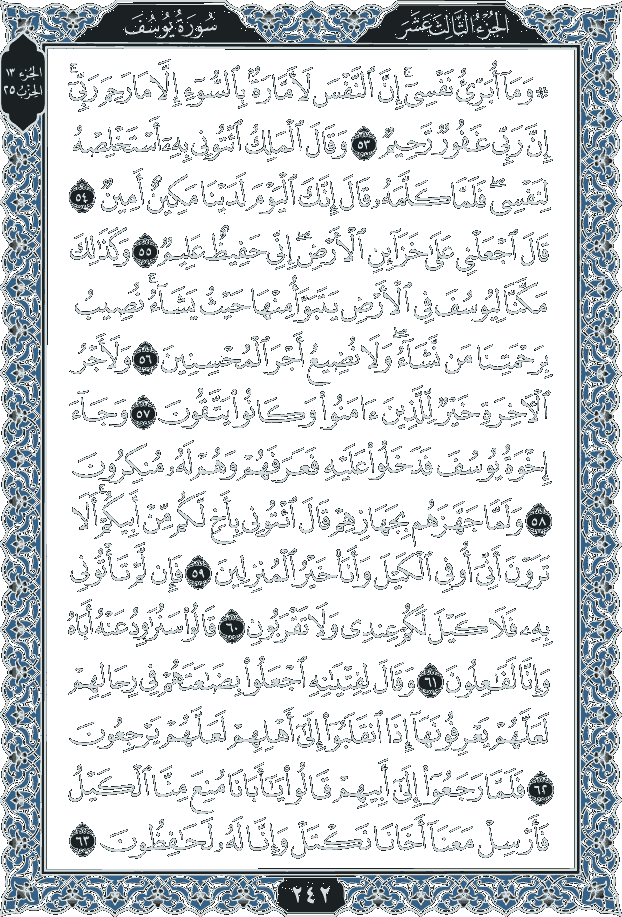 الجزء الثالث عشر
سورة يوسف
الجزء ١٣
الحزب ٢٥
۞ وَمَآ أُبَرِّئُ نَفۡسِيٓۚ إِنَّ ٱلنَّفۡسَ لَأَمَّارَةُۢ بِٱلسُّوٓءِ إِلَّا مَا رَحِمَ رَبِّيٓۚ
إِنَّ رَبِّي غَفُورٞ رَّحِيمٞ ٥٣ وَقَالَ ٱلۡمَلِكُ ٱئۡتُونِي بِهِۦٓ أَسۡتَخۡلِصۡهُ
لِنَفۡسِيۖ فَلَمَّا كَلَّمَهُۥ قَالَ إِنَّكَ ٱلۡيَوۡمَ لَدَيۡنَا مَكِينٌ أَمِينٞ ٥٤
قَالَ ٱجۡعَلۡنِي عَلَىٰ خَزَآئِنِ ٱلۡأَرۡضِۖ إِنِّي حَفِيظٌ عَلِيمٞ ٥٥ وَكَذَٰلِكَ
مَكَّنَّا لِيُوسُفَ فِي ٱلۡأَرۡضِ يَتَبَوَّأُ مِنۡهَا حَيۡثُ يَشَآءُۚ نُصِيبُ
بِرَحۡمَتِنَا مَن نَّشَآءُۖ وَلَا نُضِيعُ أَجۡرَ ٱلۡمُحۡسِنِينَ ٥٦ وَلَأَجۡرُ
ٱلۡأٓخِرَةِ خَيۡرٞ لِّلَّذِينَ ءَامَنُواْ وَكَانُواْ يَتَّقُونَ ٥٧ وَجَآءَ
إِخۡوَةُ يُوسُفَ فَدَخَلُواْ عَلَيۡهِ فَعَرَفَهُمۡ وَهُمۡ لَهُۥ مُنكِرُونَ
٥٨ وَلَمَّا جَهَّزَهُم بِجَهَازِهِمۡ قَالَ ٱئۡتُونِي بِأَخٖ لَّكُم مِّنۡ أَبِيكُمۡۚ أَلَا
تَرَوۡنَ أَنِّيٓ أُوفِي ٱلۡكَيۡلَ وَأَنَا۠ خَيۡرُ ٱلۡمُنزِلِينَ ٥٩ فَإِن لَّمۡ تَأۡتُونِي
بِهِۦ فَلَا كَيۡلَ لَكُمۡ عِندِي وَلَا تَقۡرَبُونِ ٦٠ قَالُواْ سَنُرَٰوِدُ عَنۡهُ أَبَاهُ
وَإِنَّا لَفَٰعِلُونَ ٦١ وَقَالَ لِفِتۡيَٰنِهِ ٱجۡعَلُواْ بِضَٰعَتَهُمۡ فِي رِحَالِهِمۡ
لَعَلَّهُمۡ يَعۡرِفُونَهَآ إِذَا ٱنقَلَبُوٓاْ إِلَىٰٓ أَهۡلِهِمۡ لَعَلَّهُمۡ يَرۡجِعُونَ
٦٢ فَلَمَّا رَجَعُوٓاْ إِلَىٰٓ أَبِيهِمۡ قَالُواْ يَٰٓأَبَانَا مُنِعَ مِنَّا ٱلۡكَيۡلُ
فَأَرۡسِلۡ مَعَنَآ أَخَانَا نَكۡتَلۡ وَإِنَّا لَهُۥ لَحَٰفِظُونَ ٦٣
٢٤٢